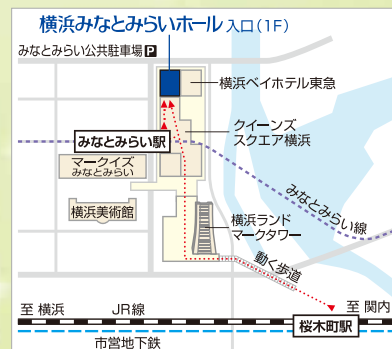 横浜みなとみらいホール 入口(1F)
みなとみらい公共駐車場 P
横浜ベイホテル東急
クイーンズ
スクエア横浜
みなとみらい駅
マークイズ
みなとみらい
みなとみらい線
横浜美術館
横浜ランド
マークタワー
動く歩道
至 横浜
JR線
至 関内
桜木町駅
市営地下鉄